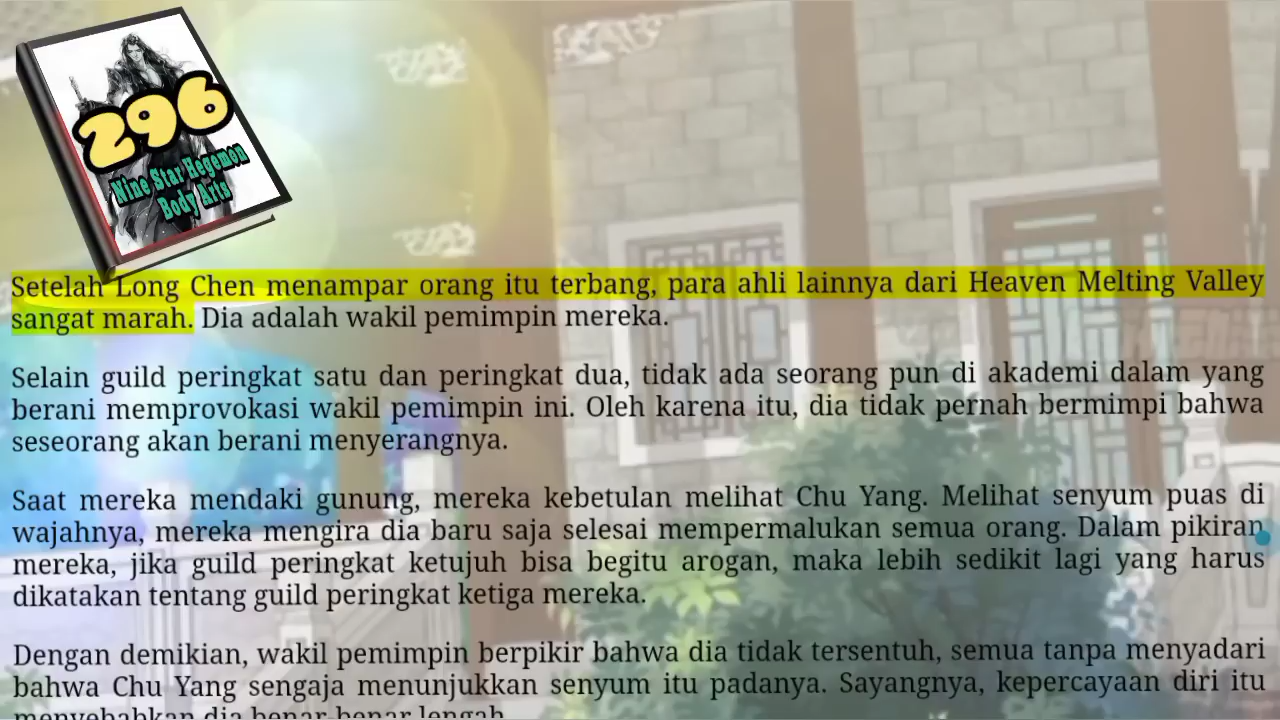 296
Nine Star Hegemon
Body Arts
Setelah Long Chen menampar orang itu terbang, para ahli lainnya dari Heaven Melting Valley
sangat marah. Dia adalah wakil pemimpin mereka.
Selain guild peringkat satu dan peringkat dua, tidak ada seorang pun di akademi dalam yang
berani memprovokasi wakil pemimpin ini. Oleh karena itu, dia tidak pernah bermimpi bahwa
seseorang akan berani menyerangnya.
Saat mereka mendaki gunung, mereka kebetulan melihat Chu Yang. Melihat senyum puas di
wajahnya, mereka mengira dia baru saja selesai mempermalukan semua orang. Dalam pikiran
mereka, jika guild peringkat ketujuh bisa begitu arogan, maka lebih sedikit lagi yang harus
dikatakan tentang guild peringkat ketiga mereka.
Dengan demikian, wakil pemimpin berpikir bahwa dia tidak tersentuh, semua tanpa menyadari
bahwa Chu Yang sengaja menunjukkan senyum itu padanya. Sayangnya, kepercayaan diri itu
menyebabkan dia benar-benar lengah.